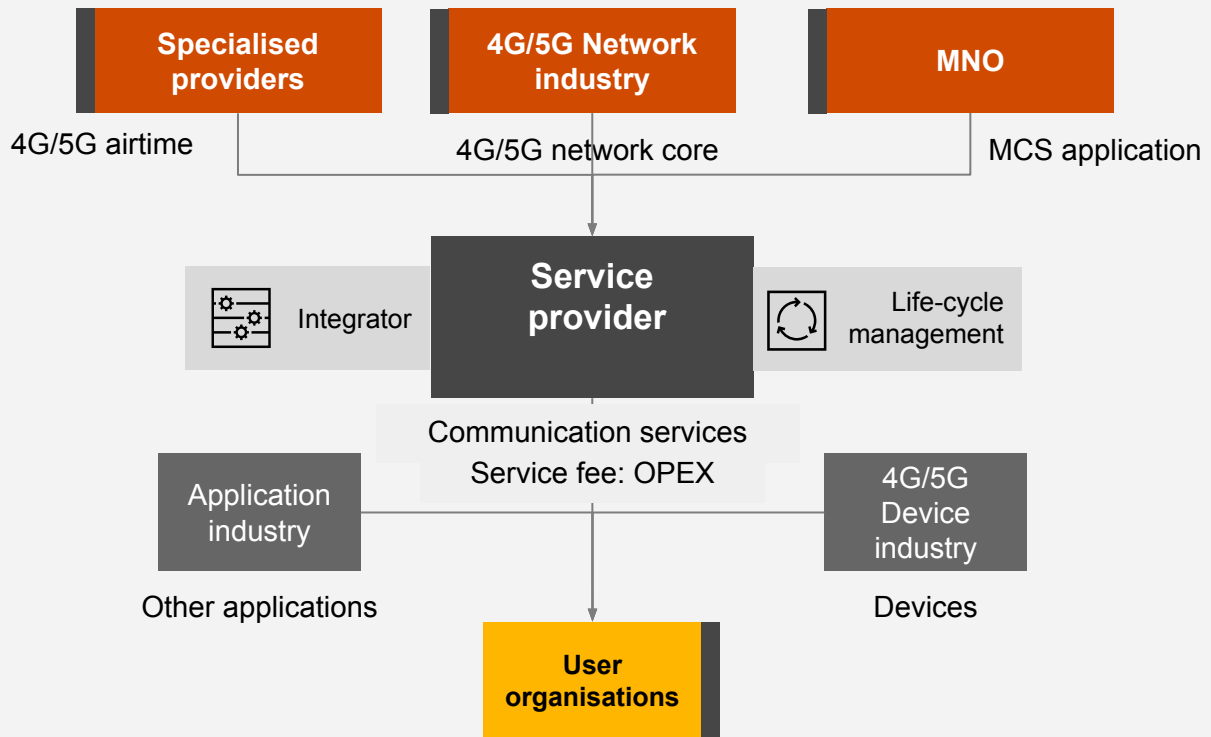 Specialised
providers
4G/5G Network
industry
MNO
4G/5G airtime
4G/5G network core
MCS application
Service
provider
Integrator
Life-cycle
management
Communication services
Service fee: OPEX
Application
industry
4G/5G
Device
industry
Other applications
Devices
User
organisations